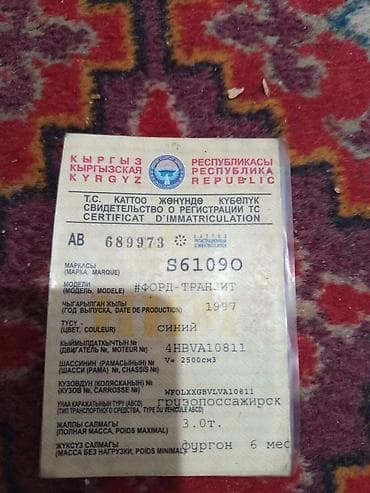 КЫРГЫЗ РЕСПУБЛИКАСЫ
КЫРГЫЗСКАЯ РЕСПУБЛИКА
KYRGYZ REPUBLIC
Т.С. КАТТОО ЖӨНҮНДӨ КҮБӨЛҮК
СВИДЕТЕЛЬСТВО О РЕГИСТРАЦИИ ТС
CERTIFICAT D'IMMATRICULATION
АВ 689973
МАРКАСЫ
(МАРКА, MARQUE) S6109O
МОДЕЛИ
(МОДЕЛЬ, MODELE) #ФОРД-ТРАНЗИТ
ЧЫГАРЫЛГАН ЖЫЛЫ
(ГОД ВЫПУСКА, DATE DE PRODUCTION) 1997
ТҮСҮ -
(ЦВЕТ, COULEUR) СИНИЙ
КЫЙМЫЛДАТКЫЧТЫН №
(ДВИГАТЕЛЬ №, MOTEUR №) 4HBVA10811
ШАССИНИН (РАМАСЫНЫН) №
(ШАССИ (РАМА) №, CHASSIS №) V= 2500см3
КУЗОВДУН (КОЛЯСКАНЫН) №
(КУЗОВ №, CARROSSE №) WFOLXXGBVLVA10811
УНАА КАРАЖАТЫНЫН ТҮРҮ (ABCD)
(ТИП ТРАНСПОРТНОГО СРЕДСТВА, TYPE DU VEHICULE ABCD) грузопассажирск
ЖАЛПЫ САЛМАГЫ
(ПОЛНАЯ МАССА, POIDS MAXIMAL) 3.0т.
ЖҮКСҮЗ САЛМАГЫ
(МАССА БЕЗ НАГРУЗКИ, POIDS MINIMAL) фургон 6 мес